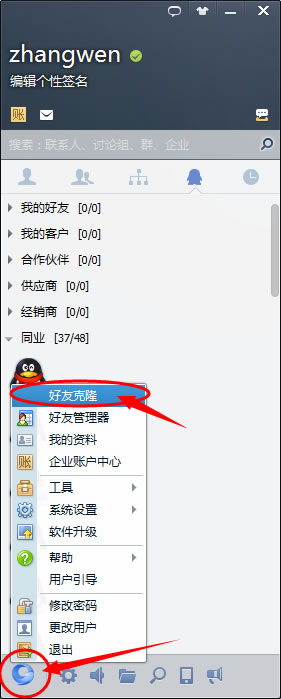 zhangwen
编辑个性签名
账
搜索：联系人、讨论组、群、企业
我的好友 [0/0]
我的客户 [0/0]
合作伙伴 [0/0]
供应商 [0/0]
经销商 [0/0]
同业 [37/48]
好友克隆
好友管理器
我的资料
账 企业账户中心
工具
系统设置
软件升级
帮助
用户引导
修改密码
更改用户
退出